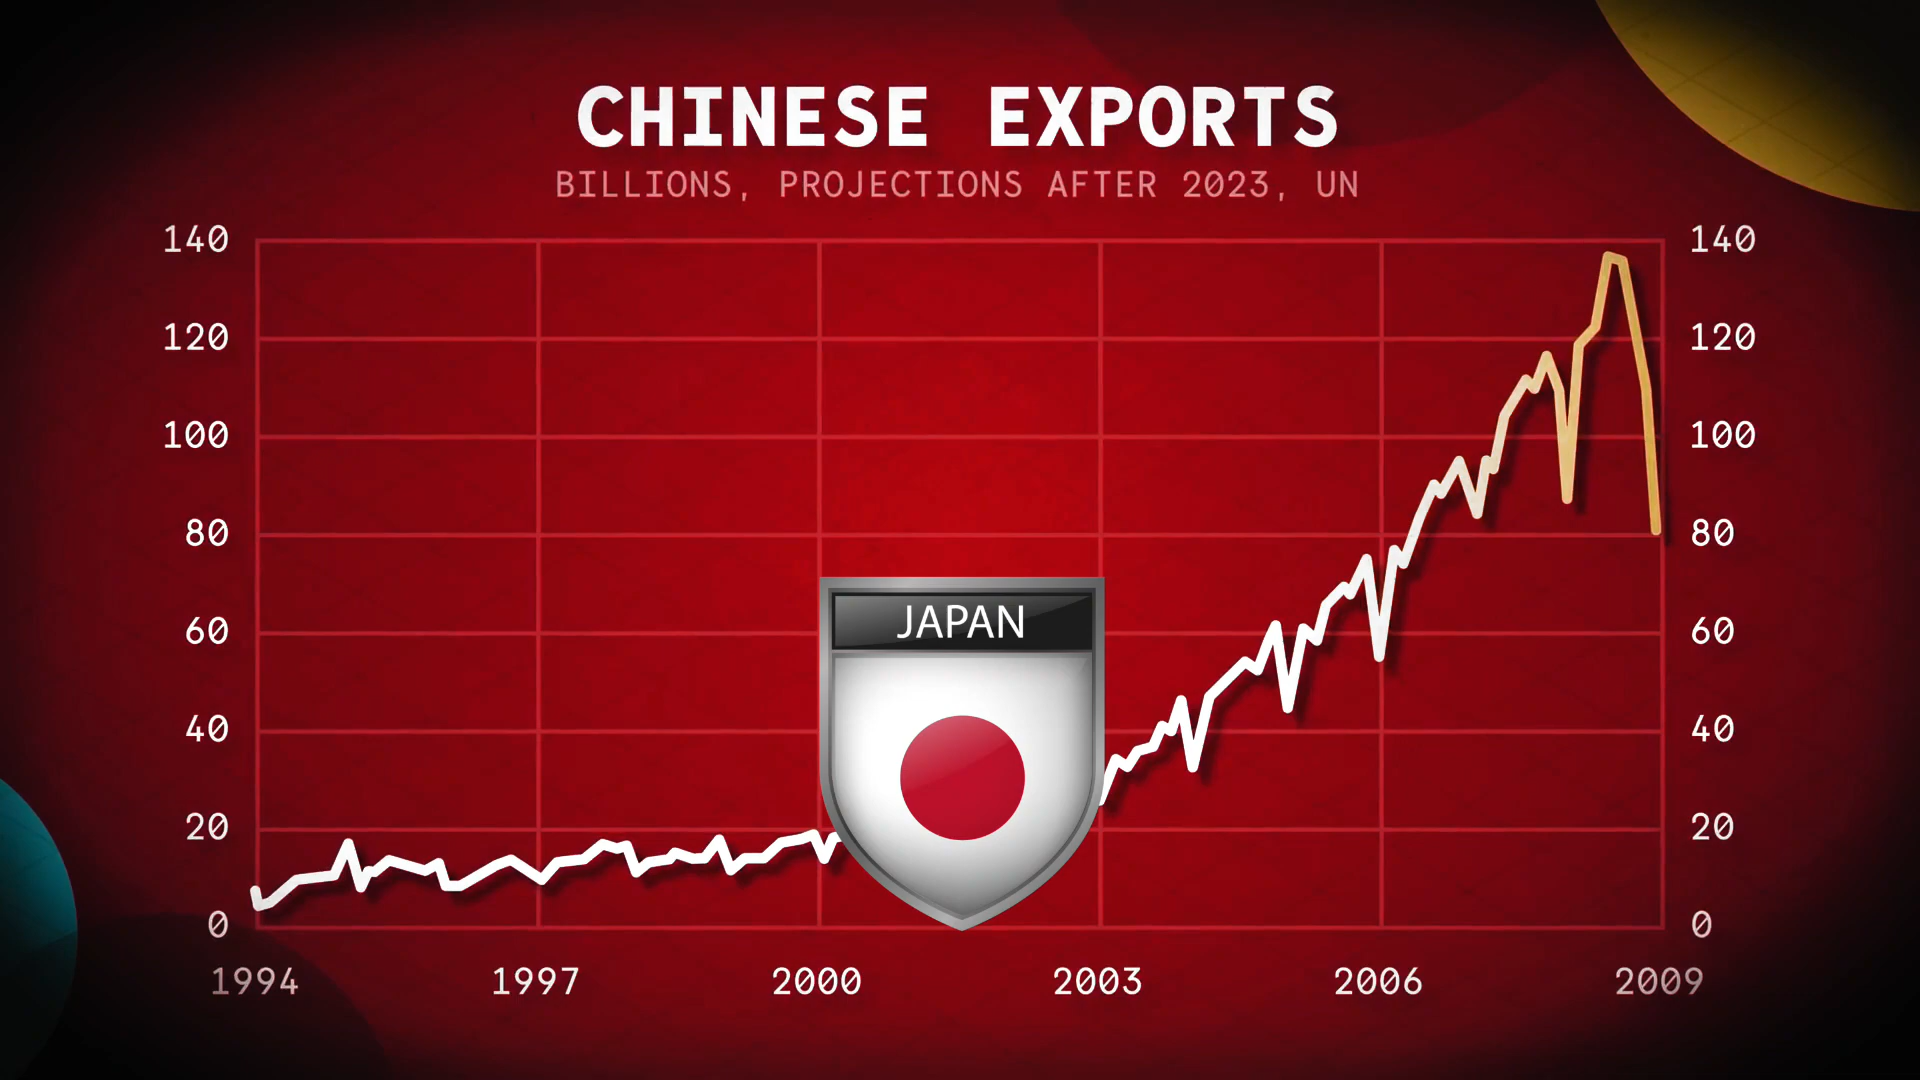 CHINESE EXPORTS
BILLIONS, PROJECTIONS AFTER 2023, UN
140 140
120 120
100 100
80 80
60 JAPAN 60
40 40
20 20
0 0
1994 1997 2000 2003 2006 2009